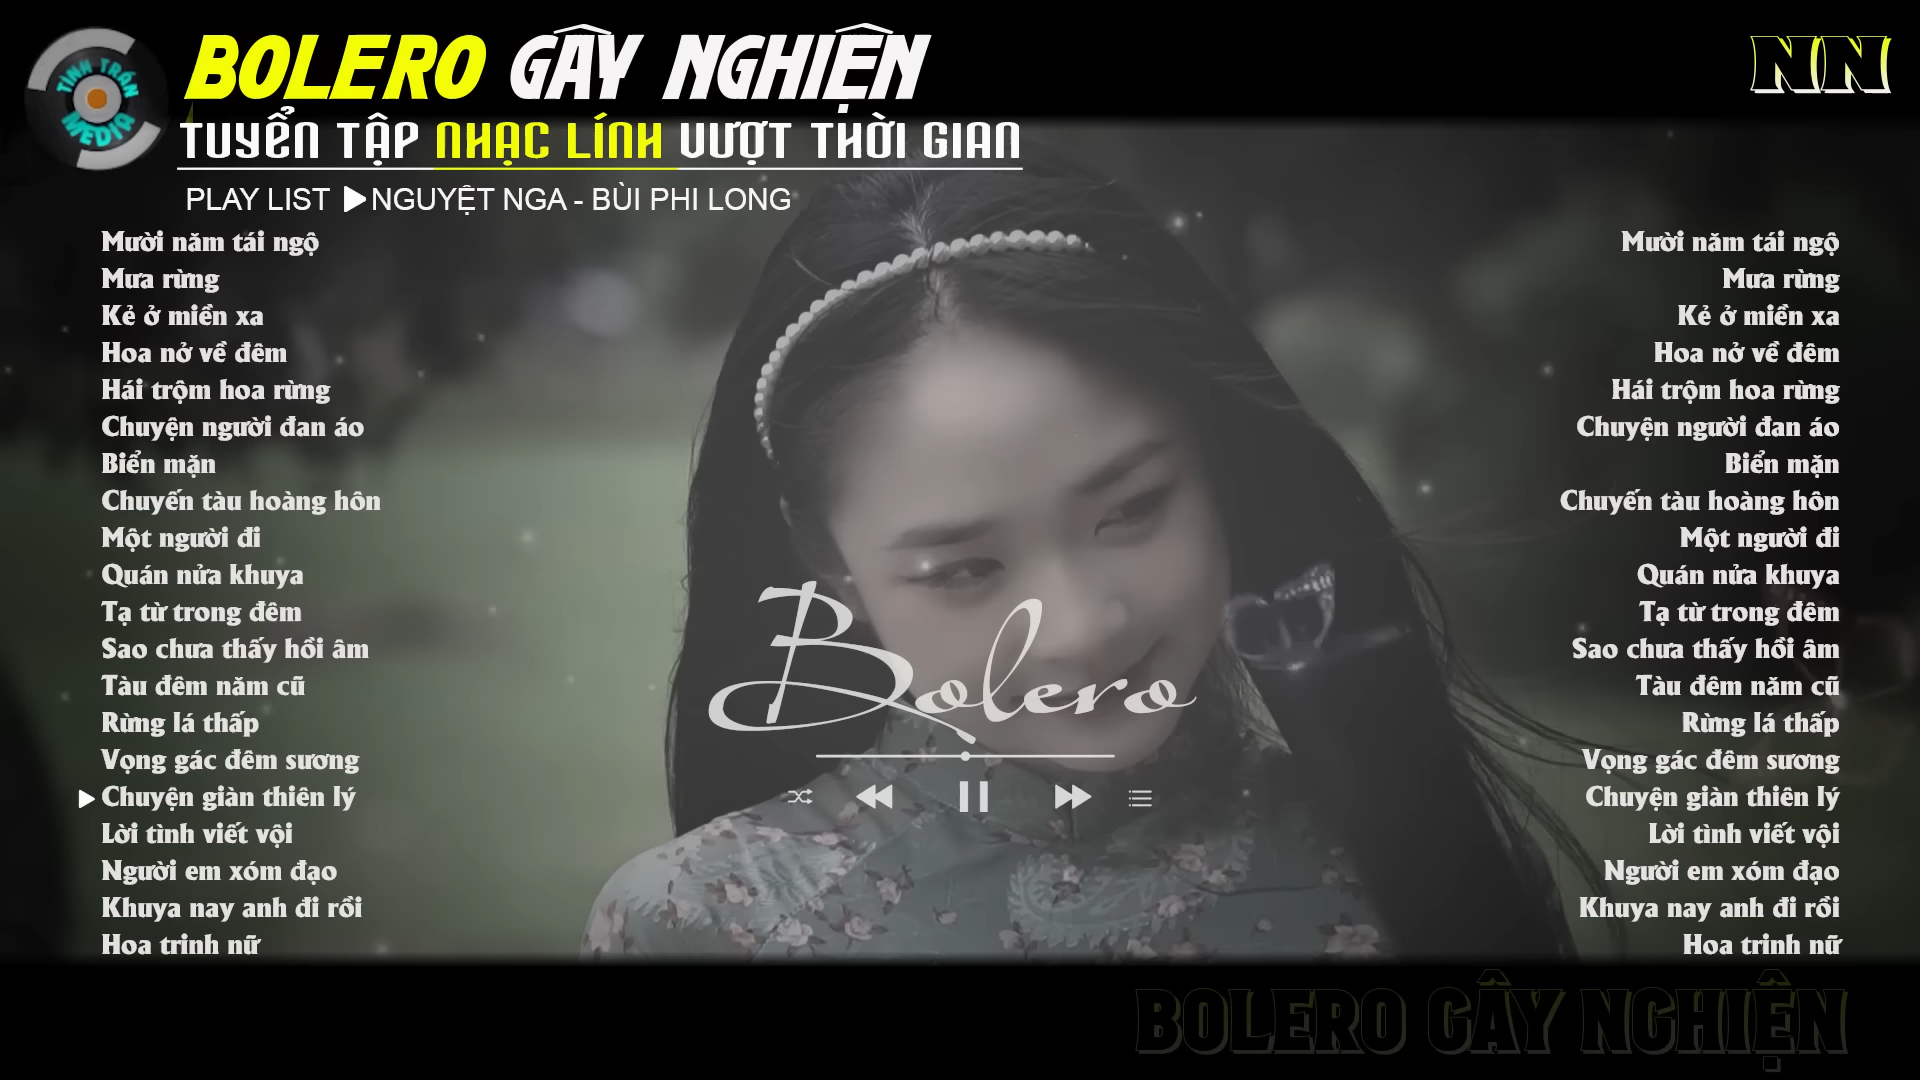 TÌNH TRẦN
MEDIA
BOLERO GÂY NGHIỆN
TUYỂN TẬP NHẠC LÍNH VƯỢT THỜI GIAN
PLAY LIST NGUYỆT NGA - BÙI PHI LONG
NN
Mười năm tái ngộ
Mưa rừng
Kẻ ở miền xa
Hoa nở về đêm
Hái trộm hoa rừng
Chuyện người đan áo
Biển mặn
Chuyến tàu hoàng hôn
Một người đi
Quán nửa khuya
Tạ từ trong đêm
Sao chưa thấy hồi âm
Tàu đêm năm cũ
Rừng lá thấp
Vọng gác đêm sương
Chuyện giàn thiên lý
Lời tình viết vội
Người em xóm đạo
Khuya nay anh đi rồi
Hoa trinh nữ
Bolero
Mười năm tái ngộ
Mưa rừng
Kẻ ở miền xa
Hoa nở về đêm
Hái trộm hoa rừng
Chuyện người đan áo
Biển mặn
Chuyến tàu hoàng hôn
Một người đi
Quán nửa khuya
Tạ từ trong đêm
Sao chưa thấy hồi âm
Tàu đêm năm cũ
Rừng lá thấp
Vọng gác đêm sương
Chuyện giàn thiên lý
Lời tình viết vội
Người em xóm đạo
Khuya nay anh đi rồi
Hoa trinh nữ
BOLERO GÂY NGHIỆN